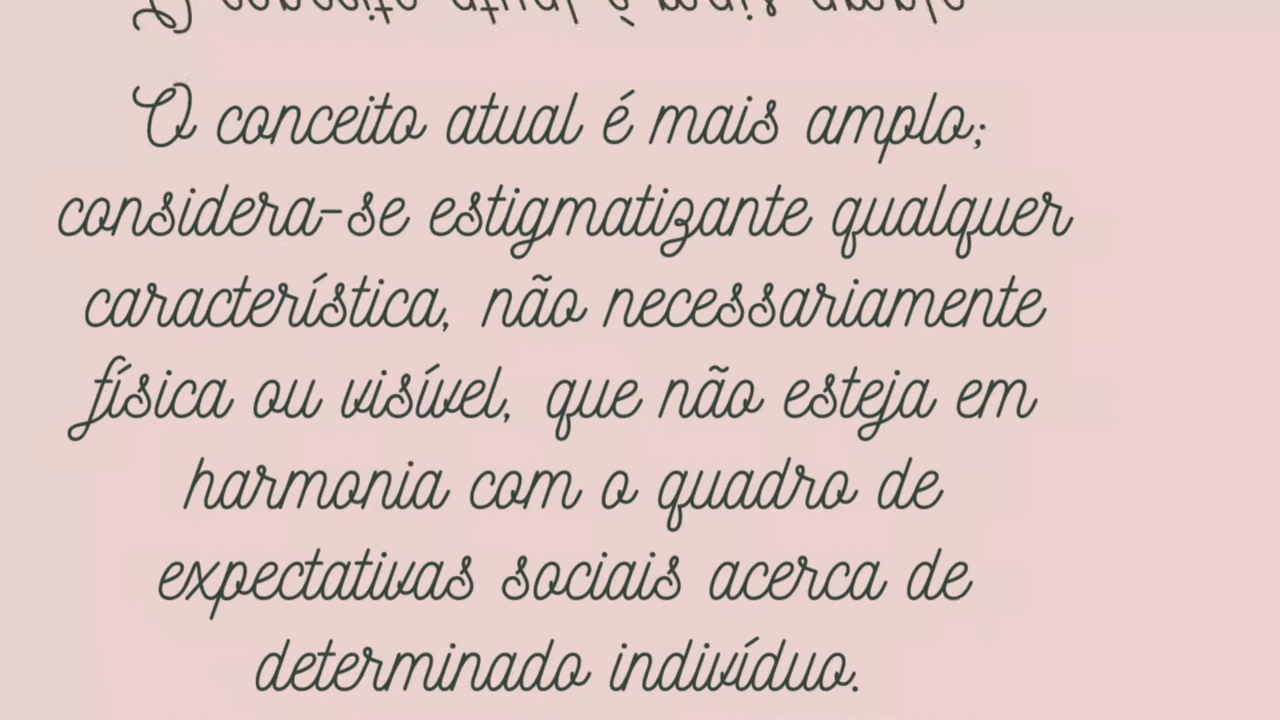 O conceito atual é mais amplo;
considera-se estigmatizante qualquer
característica, não necessariamente
física ou visível, que não esteja em
harmonia com o quadro de
expectativas sociais acerca de
determinado indivíduo.